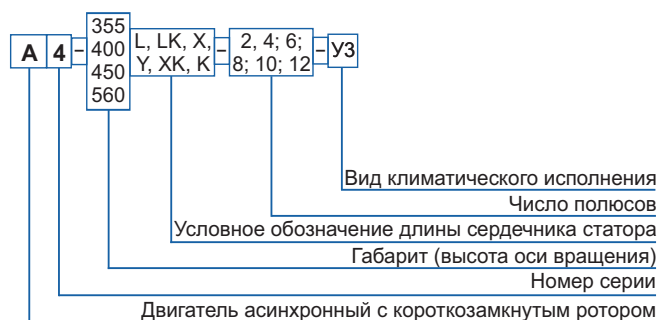 А 4 – 355 400 450 560 L, LK, X, Y, XK, K – 2, 4; 6; 8; 10; 12 – У3
Вид климатического исполнения
Число полюсов
Условное обозначение длины сердечника статора
Габарит (высота оси вращения)
Номер серии
Двигатель асинхронный с короткозамкнутым ротором